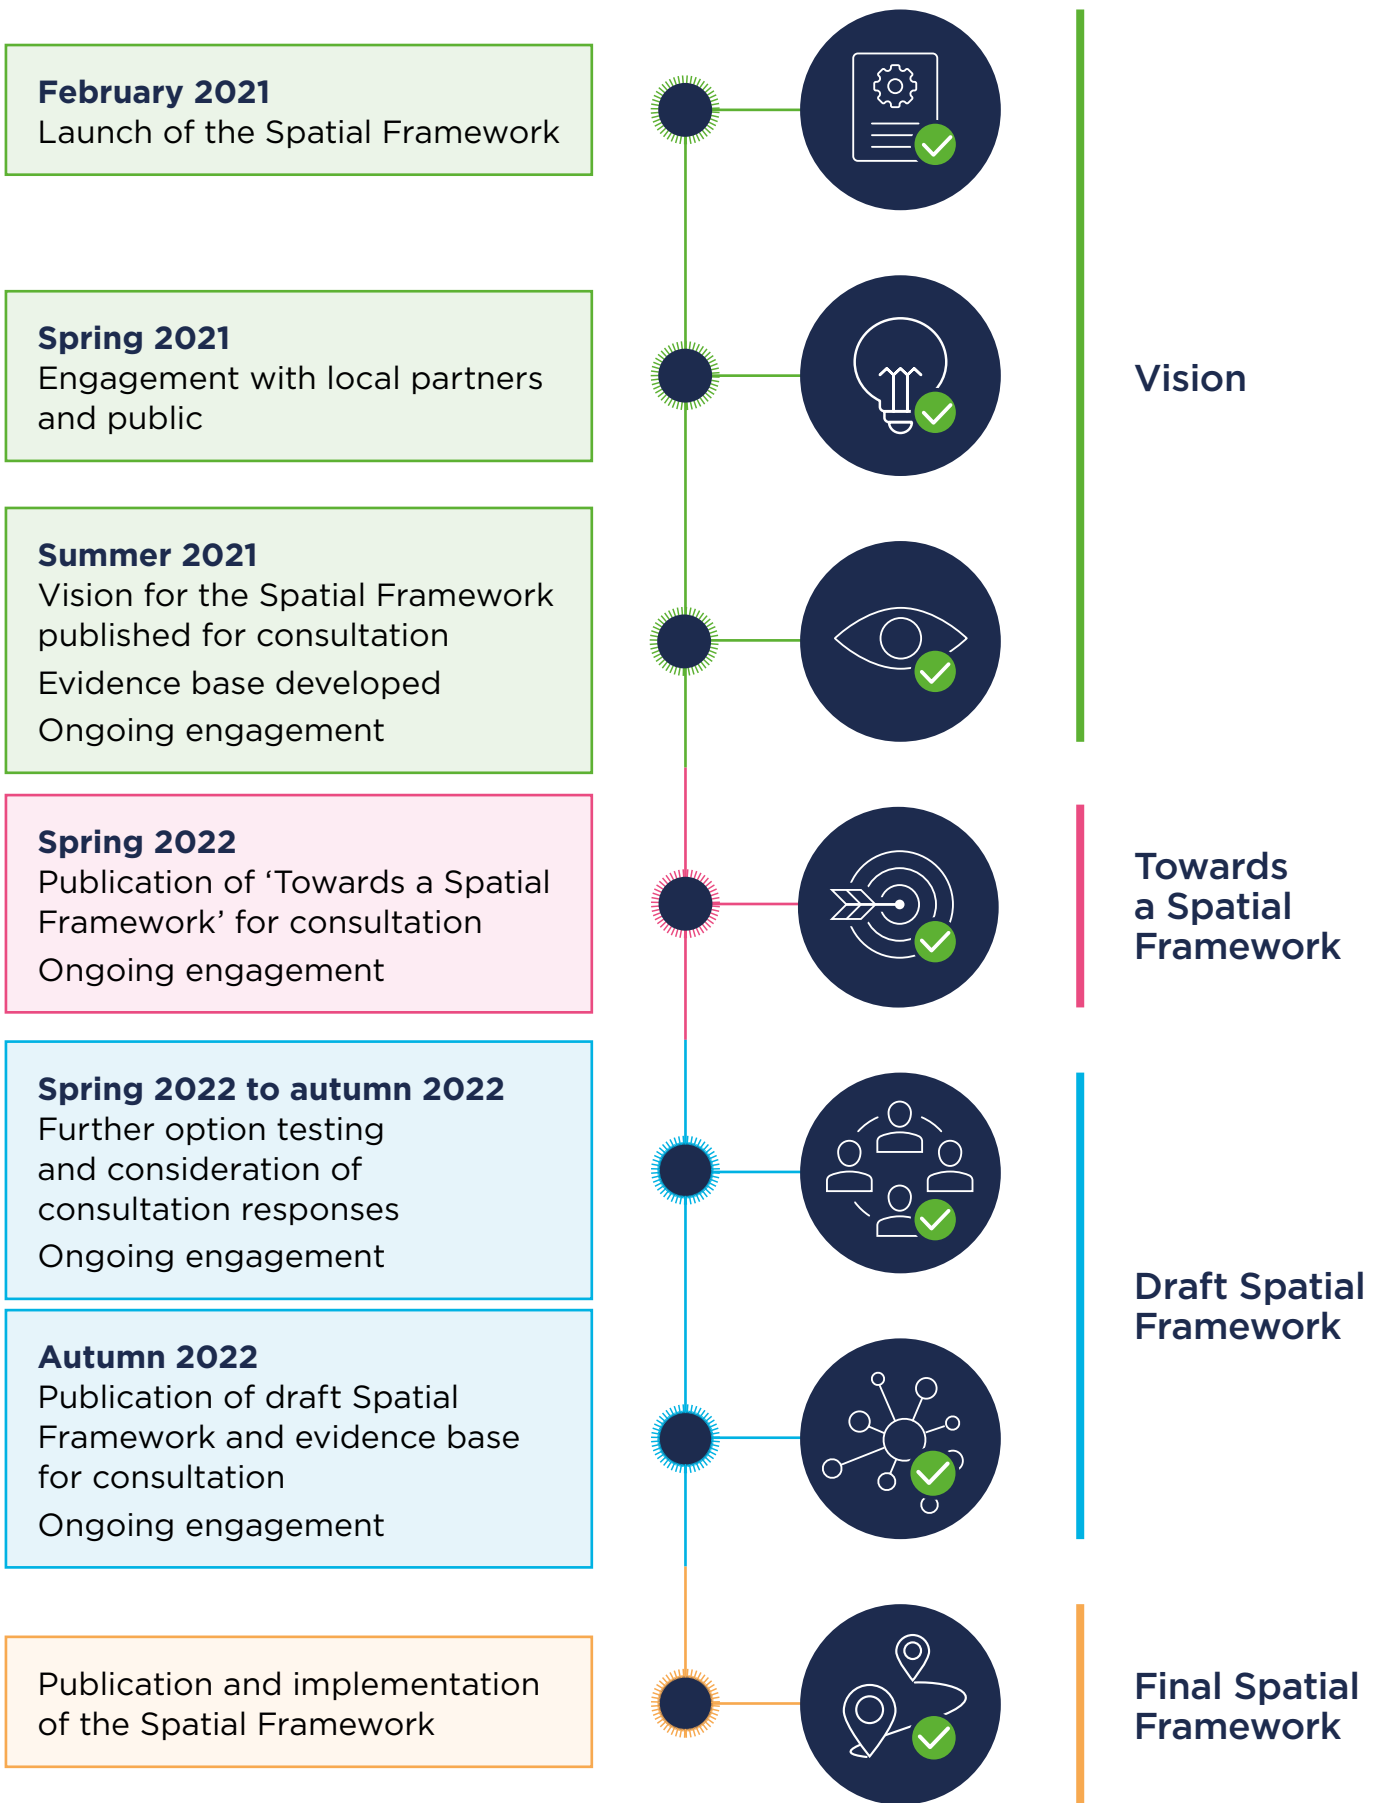 February 2021
Launch of the Spatial Framework
Spring 2021
Engagement with local partners
and public
Vision
Summer 2021
Vision for the Spatial Framework
published for consultation
Evidence base developed
Ongoing engagement
Spring 2022
Publication of ‘Towards a Spatial
Framework’ for consultation
Ongoing engagement
Towards
a Spatial
Framework
Spring 2022 to autumn 2022
Further option testing
and consideration of
consultation responses
Ongoing engagement
Draft Spatial
Framework
Autumn 2022
Publication of draft Spatial
Framework and evidence base
for consultation
Ongoing engagement
Publication and implementation
of the Spatial Framework
Final Spatial
Framework